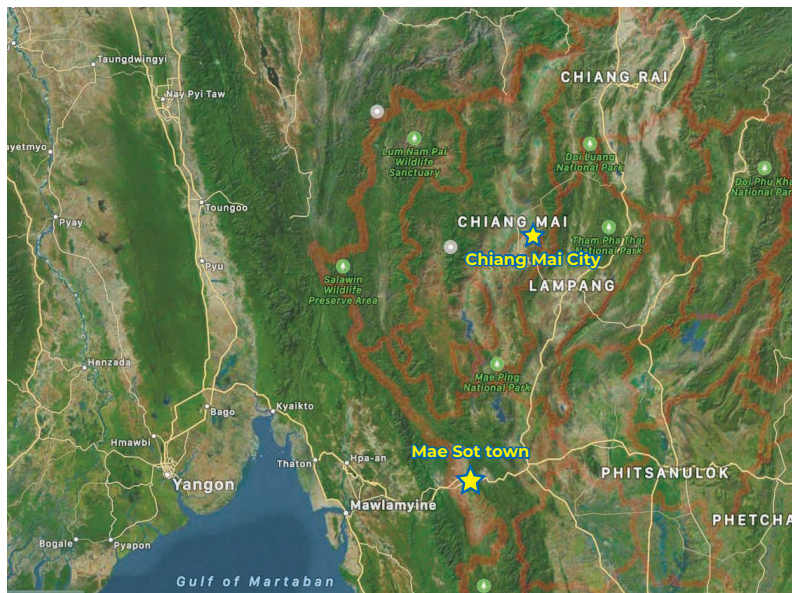 CHIANG RAI
Taungdwingyi
Nay Pyi Taw
ayetmyo
Lum Nam Pai
Wildlife
Sanctuary
Doi Luang
National Park
Doi Phu Kha
National Par
Toungoo
Pyay
CHIANG MAI
Tham Pha Thai
National Park
Chiang Mai City
Pyu
Salawin
Wildlife
Preserve Area
LAMPANG
Henzada
Mae Ping
National Park
Bago
Kyaikto
Hmawbi
Mae Sot town
Thaton
Hpa-an
Yangon
PHITSANULOK
Mawlamyine
PHETCHA
Bogale
Pyapon
Gulf of Martaban